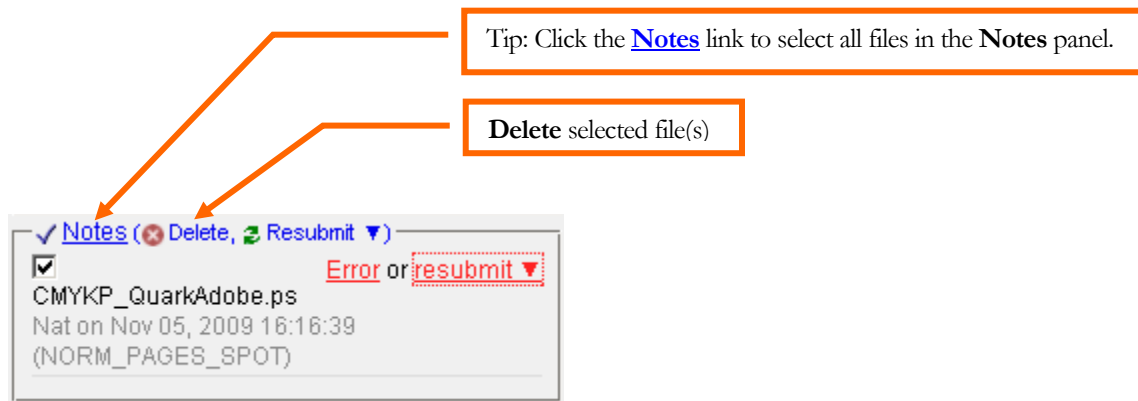 Tip: Click the Notes link to select all files in the Notes panel.
Delete selected file(s)
Notes (Delete, Resubmit ▼)
Error or resubmit ▼
CMYKP_QuarkAdobe.ps
Nat on Nov 05, 2009 16:16:39
(NORM_PAGES_SPOT)